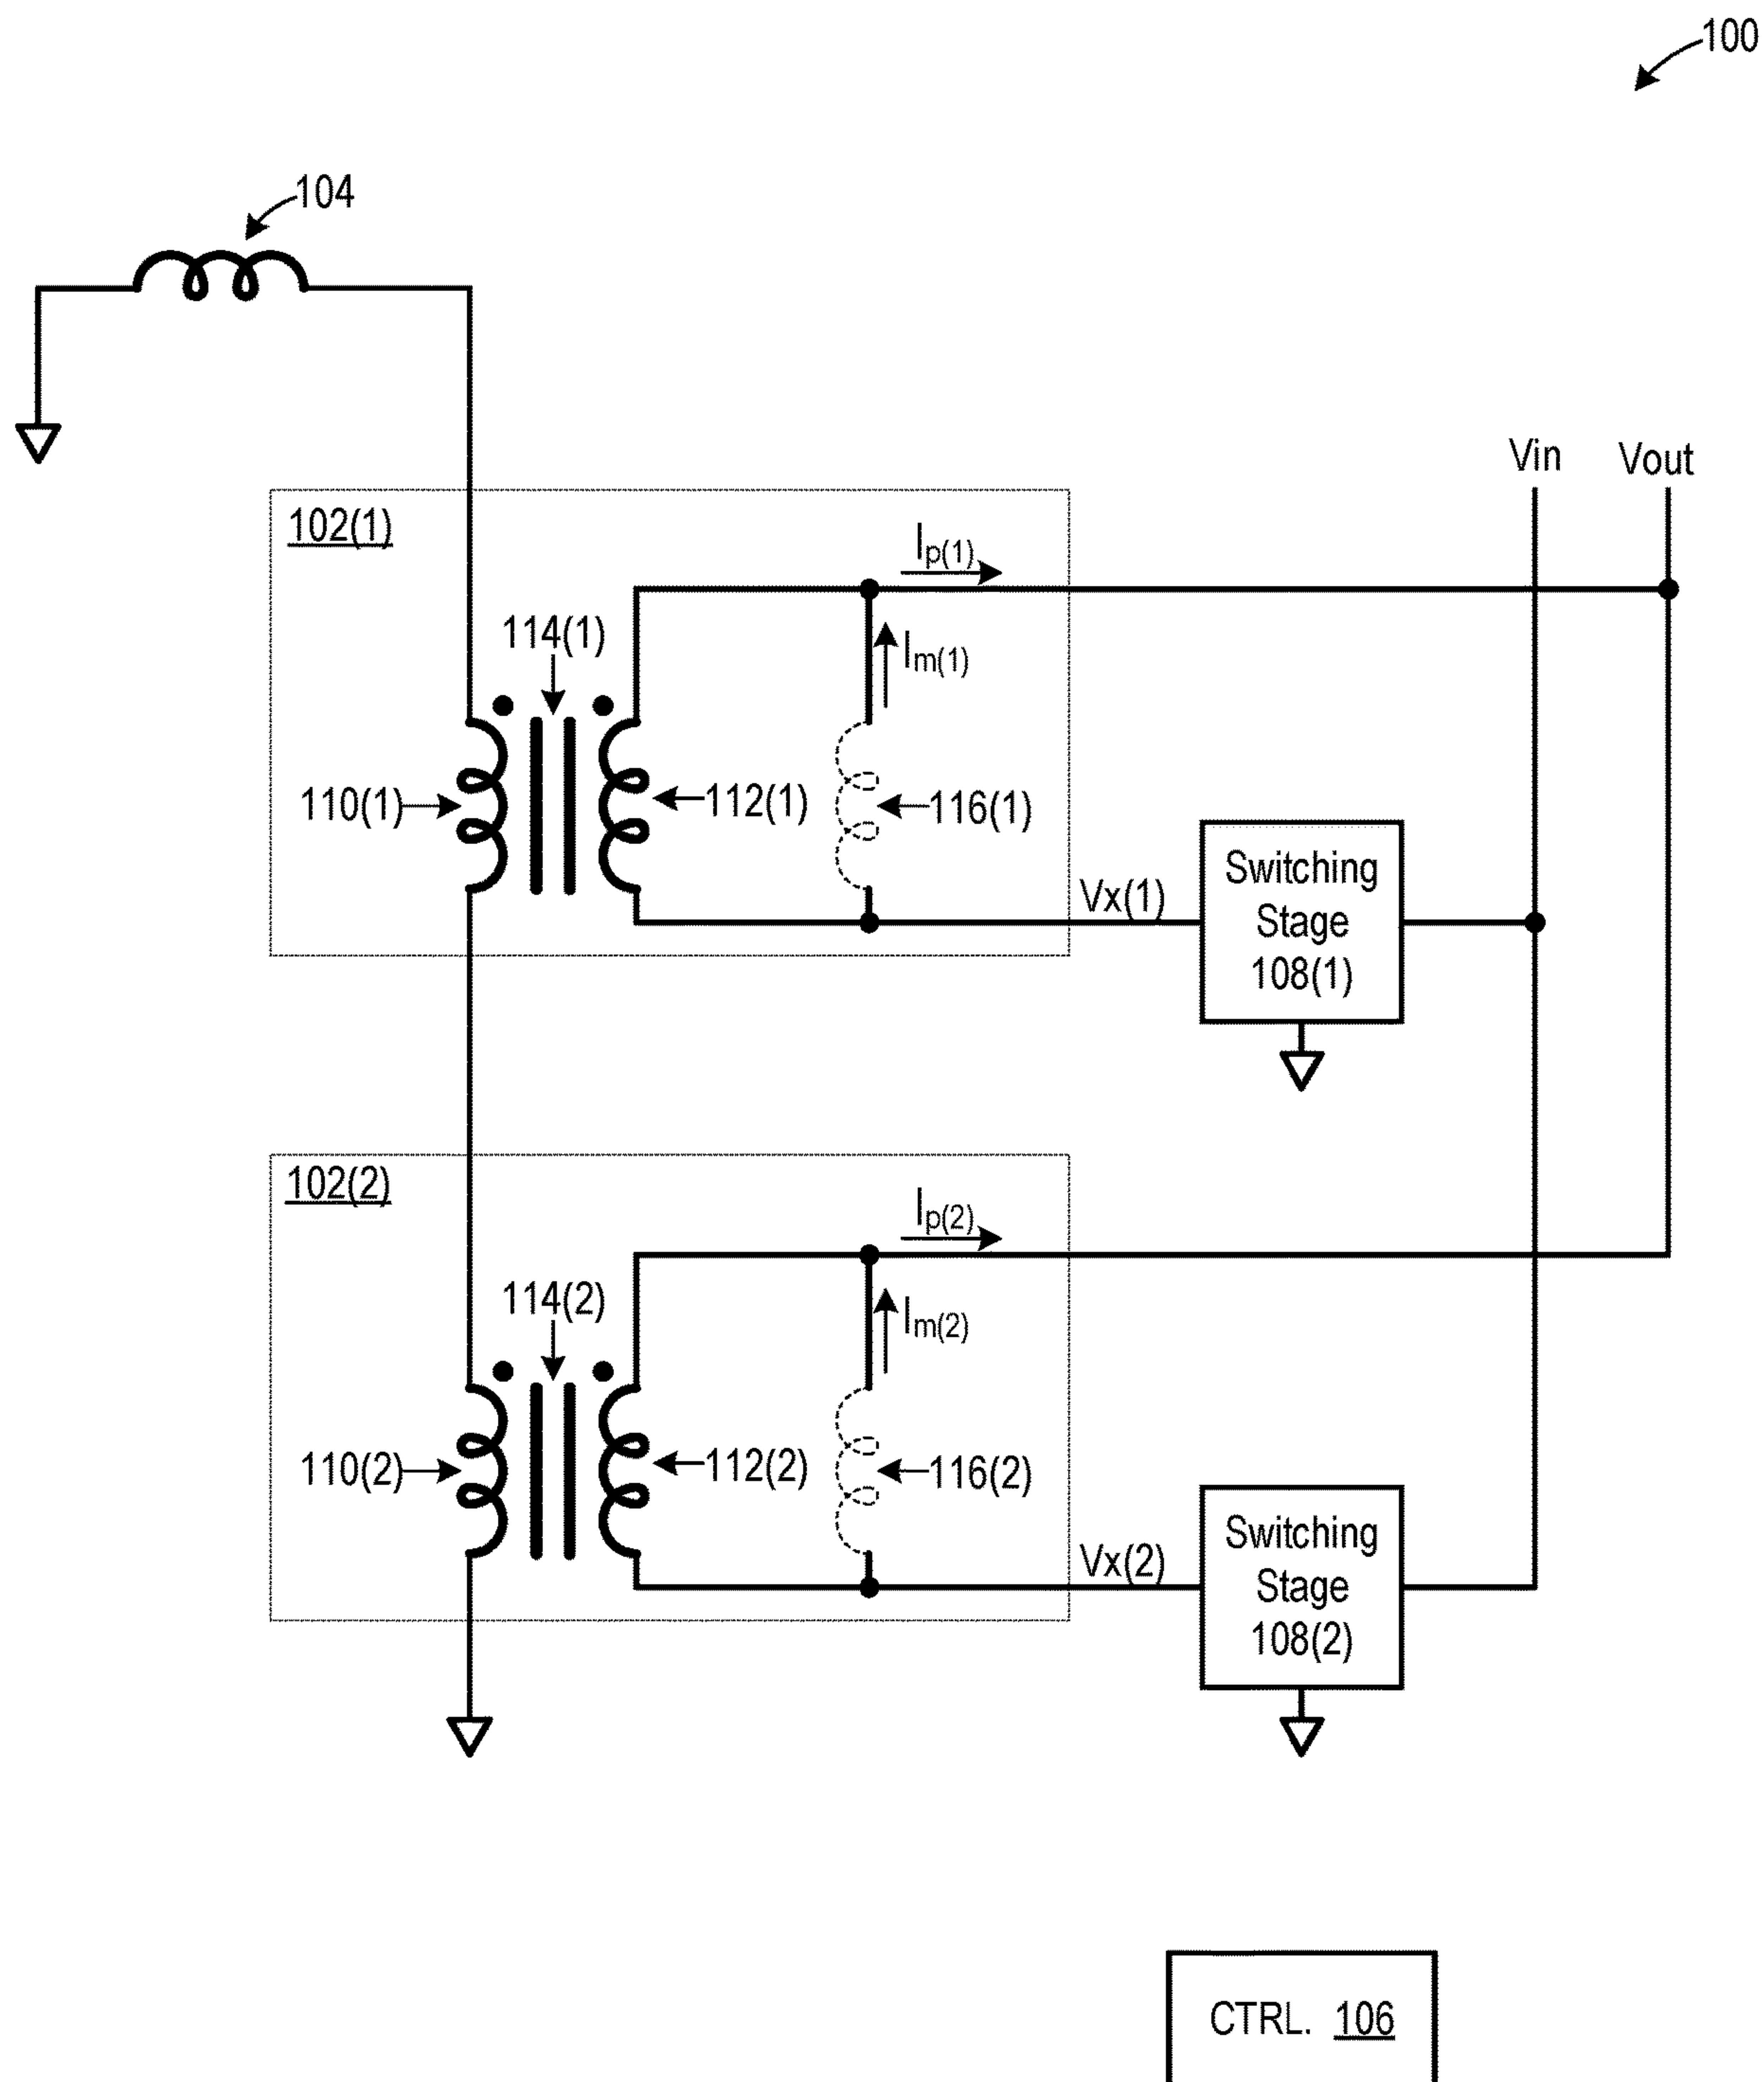 100
104
Vin Vout
102(1)
Ip(1)
114(1)
Im(1)
110(1)
112(1)
116(1)
Vx(1)
Switching
Stage
108(1)
102(2)
Ip(2)
114(2)
Im(2)
110(2)
112(2)
116(2)
Vx(2)
Switching
Stage
108(2)
CTRL. 106